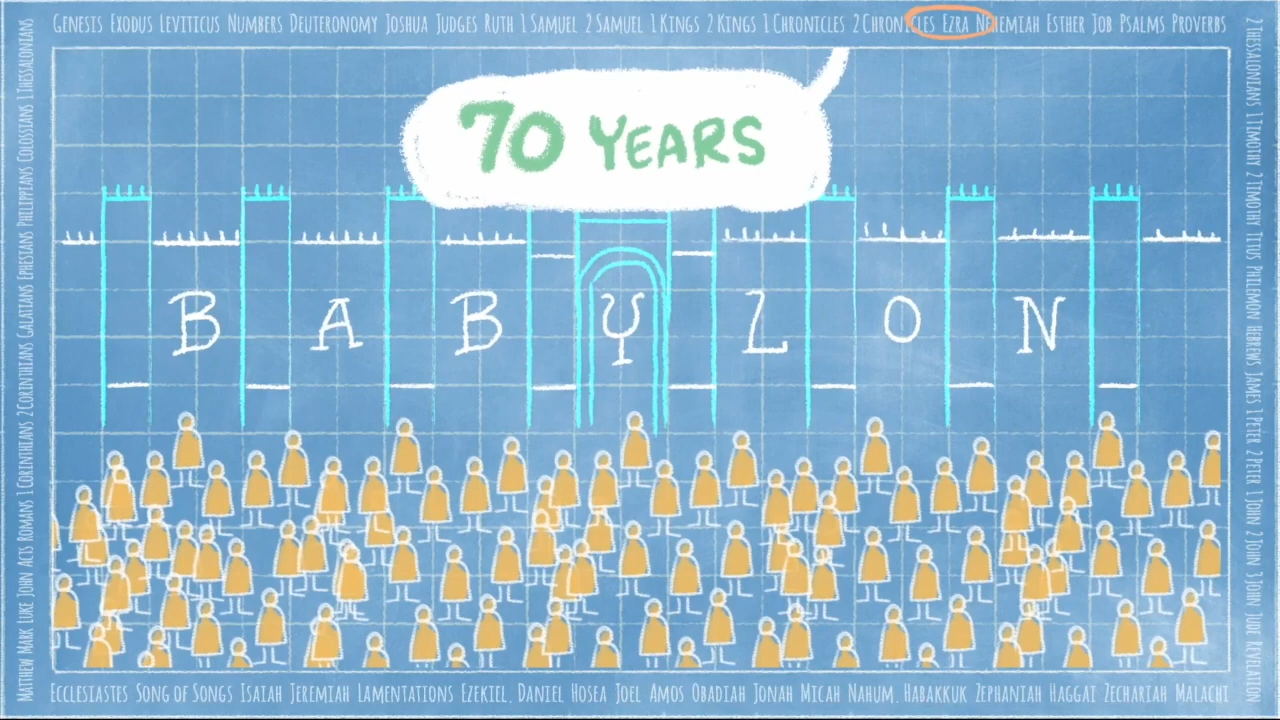 Genesis Exodus Leviticus Numbers Deuteronomy Joshua Judges Ruth 1 Samuel 2 Samuel 1 Kings 2 Kings 1 Chronicles 2 Chronicles Ezra Nehemiah Esther Job Psalms Proverbs
70 Years
BABYLON
Matthew Mark Luke John Acts Romans 1 Corinthians 2 Corinthians Galatians Ephesians Philippians Colossians 1 Thessalonians
2 Thessalonians 1 Timothy 2 Timothy Titus Philemon Hebrews James 1 Peter 2 Peter 1 John 2 John 3 John Jude Revelation
Ecclesiastes Song of Songs Isaiah Jeremiah Lamentations Ezekiel. Daniel Hosea Joel Amos Obadish Jonah Micah Nahum. Habakkuk Zephaniah Haggai Zechariah Malachi